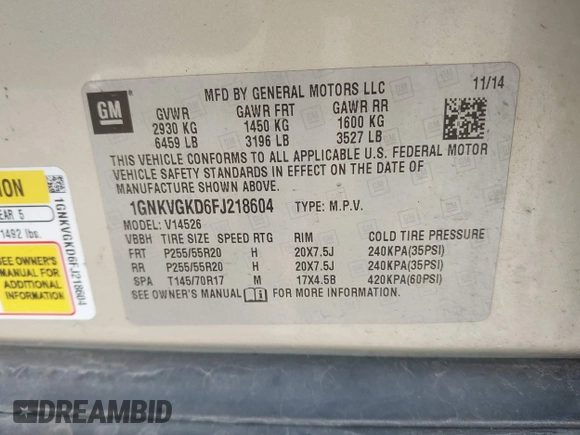 GM
MFD BY GENERAL MOTORS LLC 11/14
GVWR GAWR FRT GAWR RR
2930 KG 1450 KG 1600 KG
6459 LB 3196 LB 3527 LB
THIS VEHICLE CONFORMS TO ALL APPLICABLE U.S. FEDERAL MOTOR
VEHICLE SAFETY STANDARDS IN EFFECT ON THE DATE OF
MANUFACTURE SHOWN ABOVE.
1GNKVGKD6FJ218604 TYPE: M.P.V.
MODEL: V14526
VBBH TIRE SIZE SPEED RTG RIM COLD TIRE PRESSURE
FRT P255/55R20 H 20X7.5J 240KPA(35PSI)
RR P255/55R20 H 20X7.5J 240KPA(35PSI)
SPA T145/70R17 M 17X4.5B 420KPA(60PSI)
SEE OWNER'S MANUAL FOR MORE INFORMATION.
ION
EAR 5
1492 lbs.
SEE OWNER'S
MANUAL FOR
ADDITIONAL
INFORMATION
1GNKVGKD6FJ218604
DREAMBID